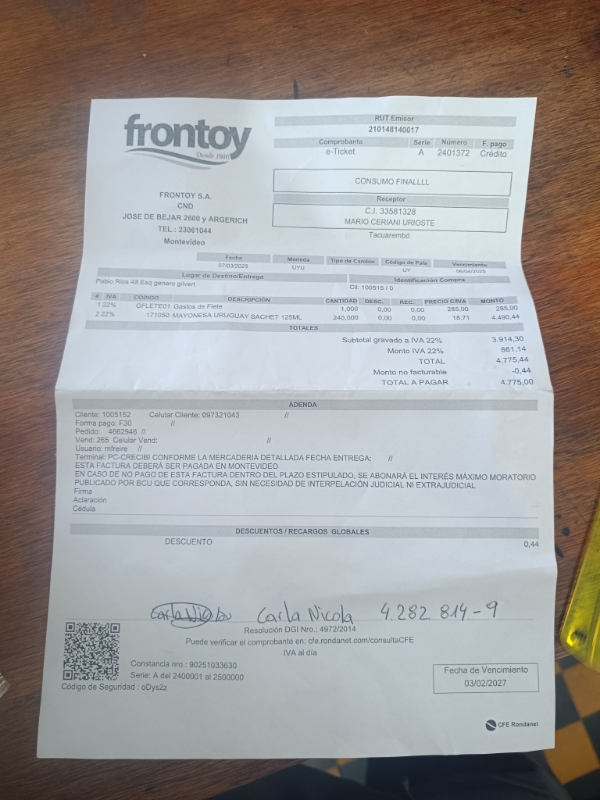 frontoy
Desde 1940
FRONTOY S.A.
CND
JOSE DE BEJAR 2600 y ARGERICH
TEL.: 23061044
Montevideo
RUT Emisor
210148140017
Comprobante Serie Número F. pago
e-Ticket A 2401372 Crédito
CONSUMO FINALLLL
Receptor
C.I. 33581328
MARIO CERIANI URIOSTE
Tacuarembó
Fecha Moneda Tipo de Cambio Código de País Vencimiento
07/03/2025 UYU UY 06/04/2025
Lugar de Destino/Entrega Identificación Compra
Pablo Rios 48 Esq genaro gilvert CII: 100515 / 0
# IVA CODIGO DESCRIPCIÓN CANTIDAD DESC. REC. PRECIO C/IVA MONTO
1 22% GFLETE01 Gastos de Flete 1,000 0,00 0,00 285,00 285,00
2 22% 171050 MAYONESA URUGUAY SACHET 125ML 240,000 0,00 0,00 18,71 4.490,44
TOTALES
Subtotal gravado a IVA 22% 3.914,30
Monto IVA 22% 861,14
TOTAL 4.775,44
Monto no facturable -0,44
TOTAL A PAGAR 4.775,00
ADENDA
Cliente: 1005152 Calular Cliente: 097321043 //
Forma pago: F30 //
Pedido: 4662946 //
Vend: 265 Celular Vend: //
Usuario: mfreire //
Terminal: PC-CRECIBI CONFORME LA MERCADERIA DETALLADA FECHA ENTREGA: //
ESTA FACTURA DEBERÁ SER PAGADA EN MONTEVIDEO
EN CASO DE NO PAGO DE ESTA FACTURA DENTRO DEL PLAZO ESTIPULADO, SE ABONARÁ EL INTERÉS MÁXIMO MORATORIO
PUBLICADO POR BCU QUE CORRESPONDA, SIN NECESIDAD DE INTERPELACIÓN JUDICIAL NI EXTRAJUDICIAL
Firma
Aclaración
Cédula
DESCUENTOS / RECARGOS GLOBALES
DESCUENTO 0,44
Carla Nicola Carla Nicola 4.282 814-9
Resolución DGI Nro.: 4972/2014
Puede verificar el comprobante en: cfe.rondanet.com/consultaCFE
IVA al día
Constancia nro.: 90251033630
Serie: A del 2400001 al 2500000
Código de Seguridad : oDys2z
Fecha de Vencimiento
03/02/2027
CFE Rondanet